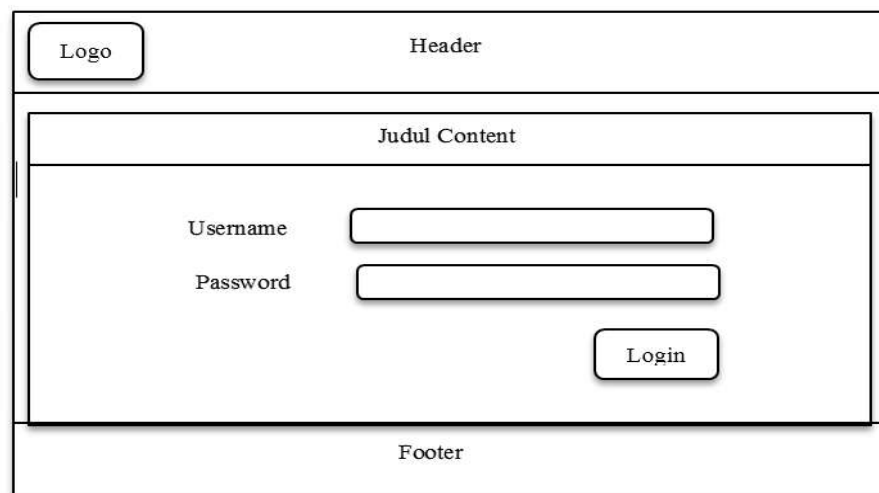 Logo
Header
Judul Content
Username
Password
Login
Footer